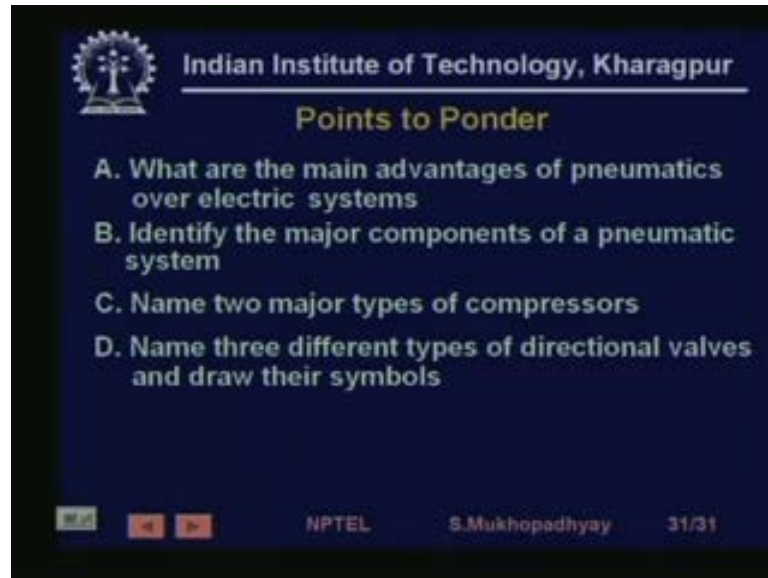 Indian Institute of Technology, Kharagpur
Points to Ponder
A. What are the main advantages of pneumatics
over electric systems
B. Identify the major components of a pneumatic
system
C. Name two major types of compressors
D. Name three different types of directional valves
and draw their symbols
NPTEL S.Mukhopadhyay 31/31